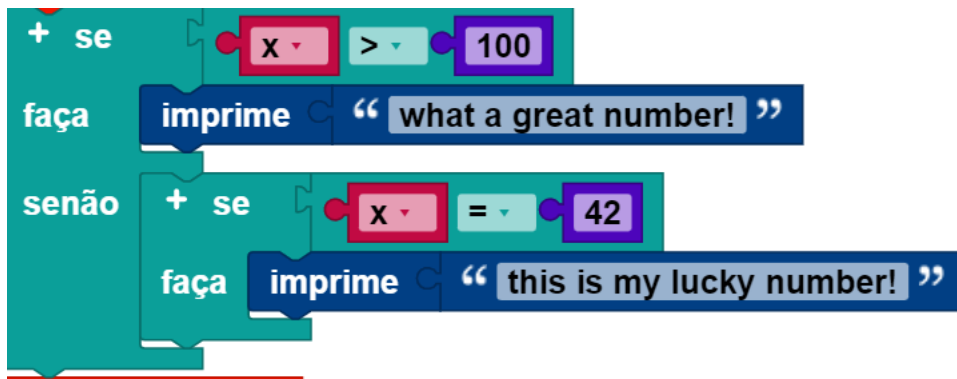 + se x > 100
faça imprime “ what a great number! ”
senão + se x = 42
faça imprime “ this is my lucky number! ”